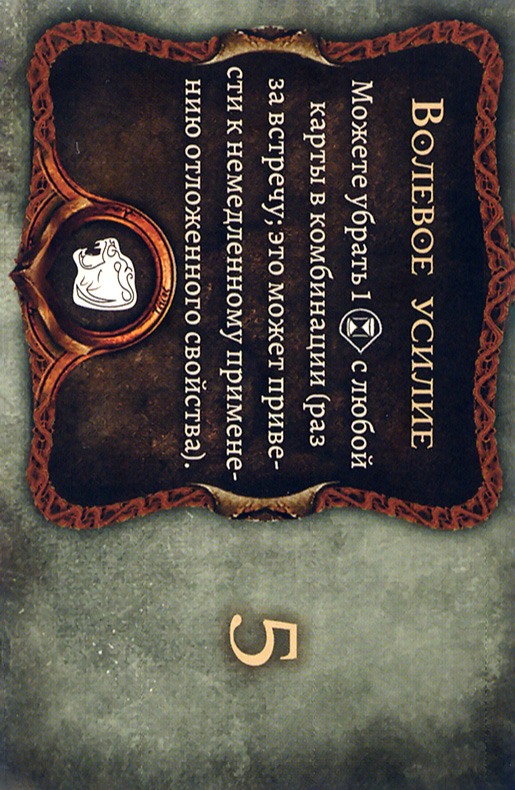 Волевое усилие
Можете убрать 1 с любой
карты в комбинации (раз
за встречу; это может приве-
сти к немедленному примене-
нию отложенного свойства).
5